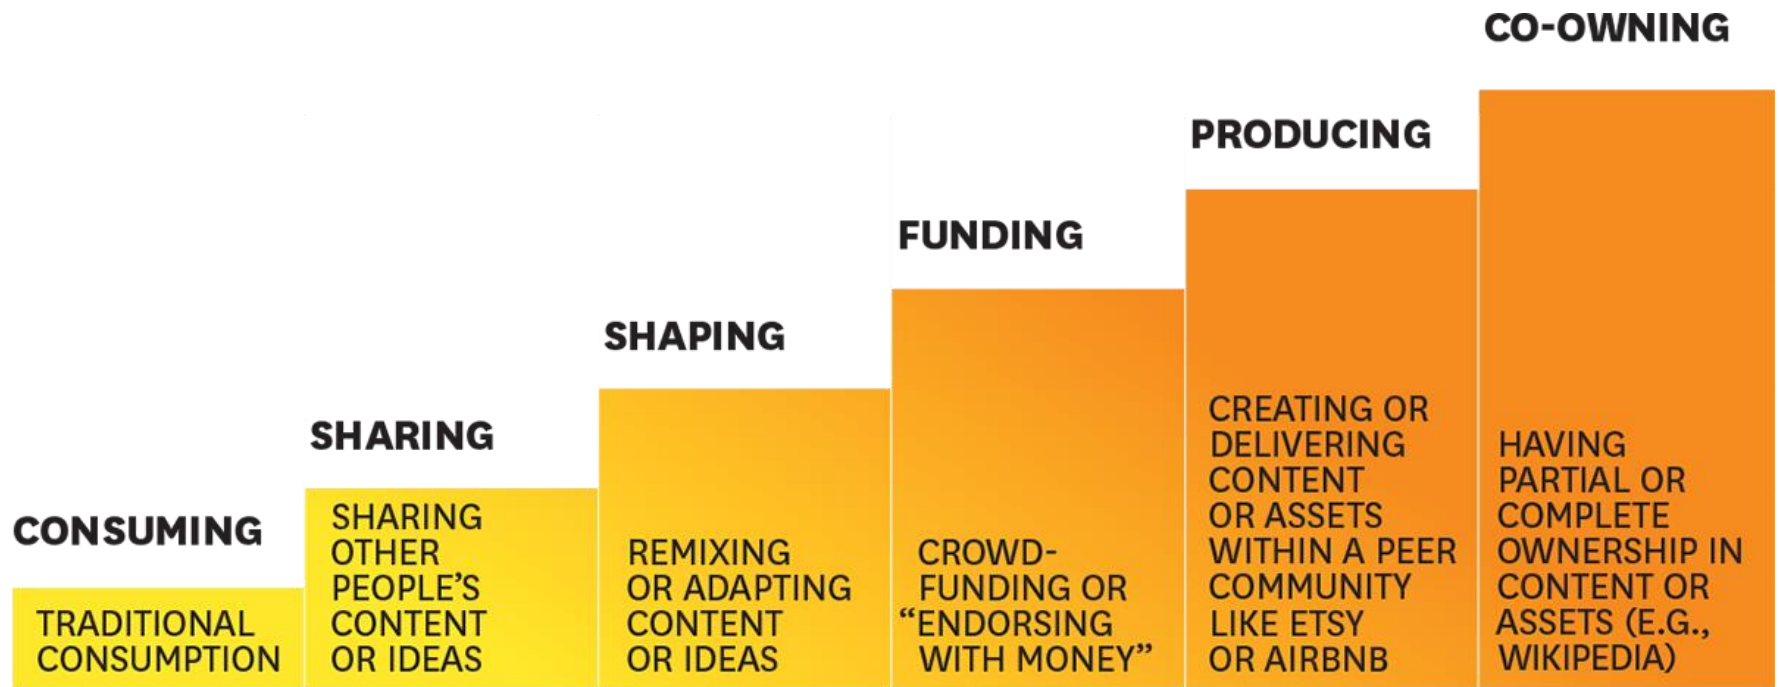 CONSUMING
TRADITIONAL
CONSUMPTION
SHARING
SHARING
OTHER
PEOPLE’S
CONTENT
OR IDEAS
SHAPING
REMIXING
OR ADAPTING
CONTENT
OR IDEAS
FUNDING
CROWD-
FUNDING OR
“ENDORSING
WITH MONEY”
PRODUCING
CREATING OR
DELIVERING
CONTENT
OR ASSETS
WITHIN A PEER
COMMUNITY
LIKE ETSY
OR AIRBNB
CO-OWNING
HAVING
PARTIAL OR
COMPLETE
OWNERSHIP IN
CONTENT OR
ASSETS (E.G.,
WIKIPEDIA)